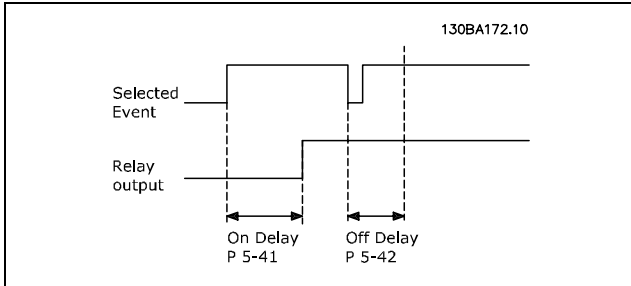 130BA172.10
Selected
Event
Relay
output
On Delay
P 5-41
Off Delay
P 5-42